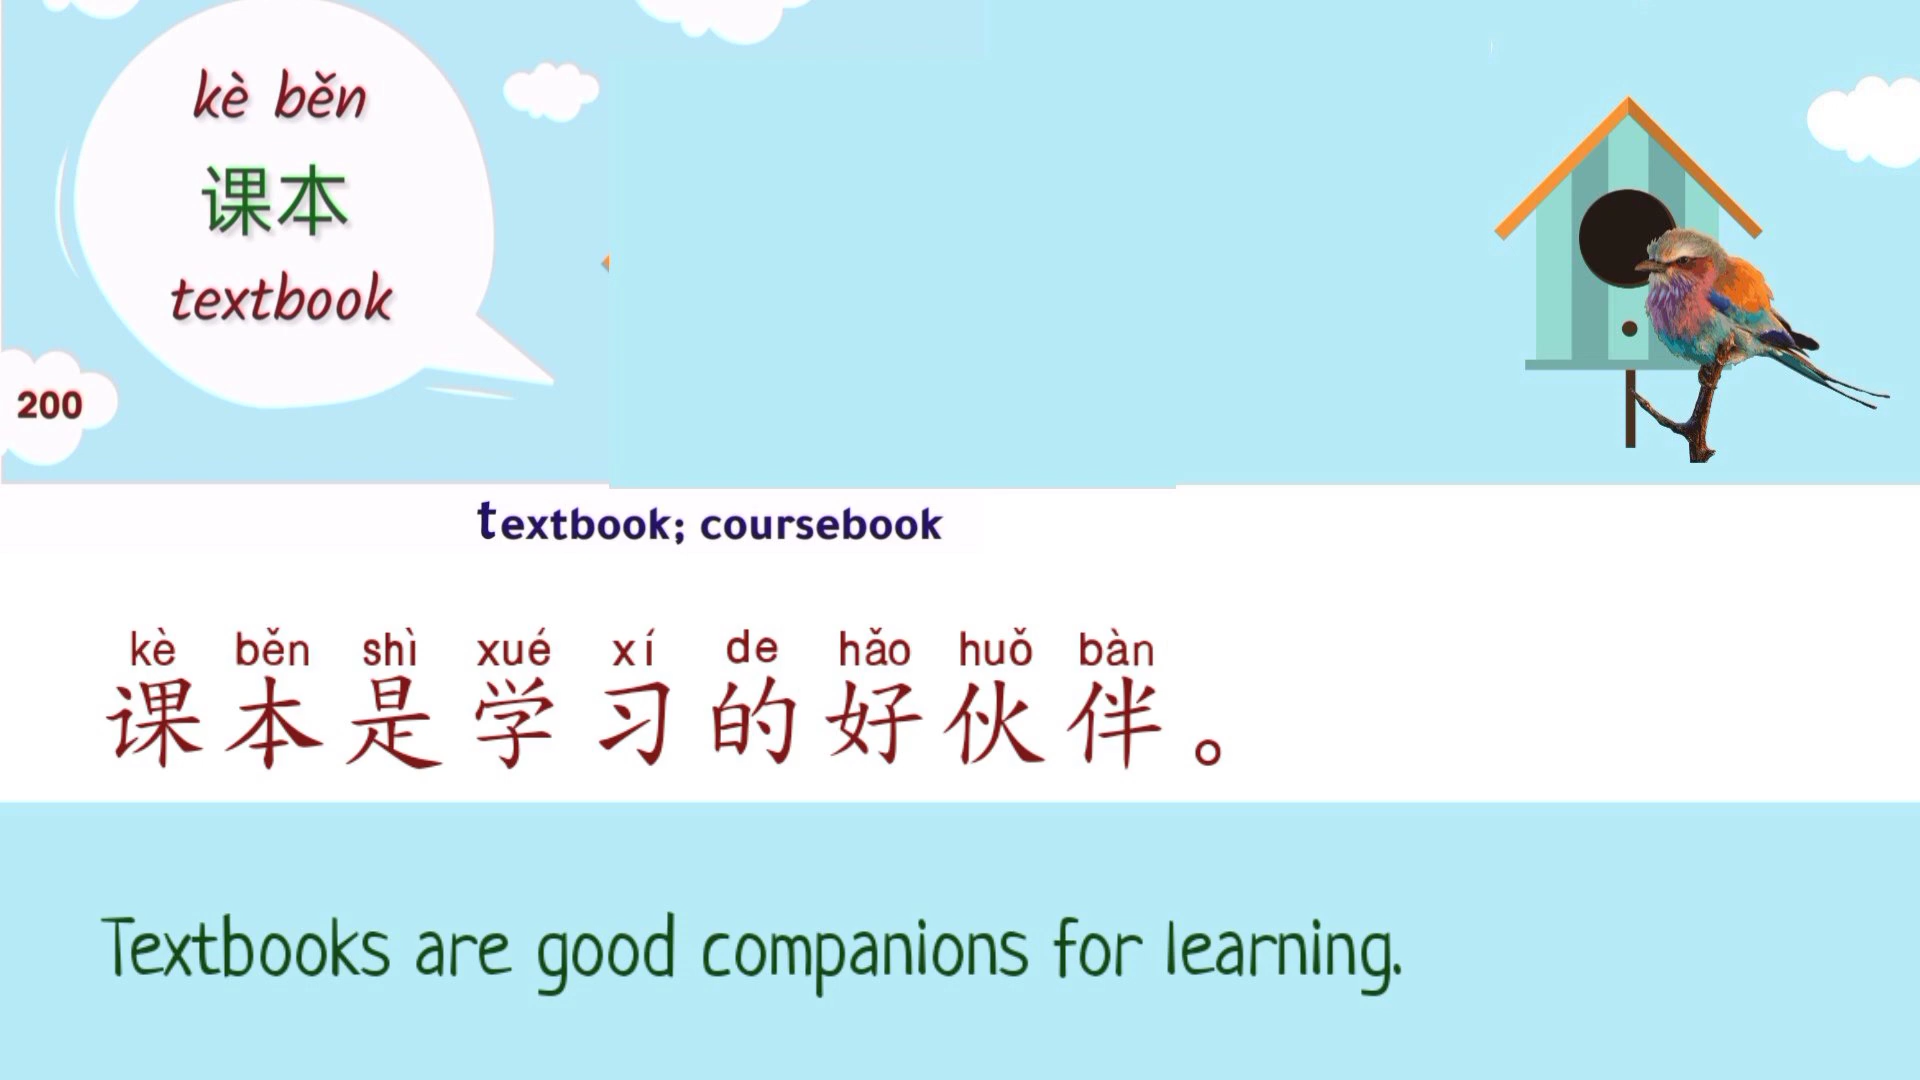 kè běn
课本
textbook
200
textbook; coursebook
kè běn shì xué xí de hǎo huǒ bàn
课本是学习的好伙伴。
Textbooks are good companions for learning.